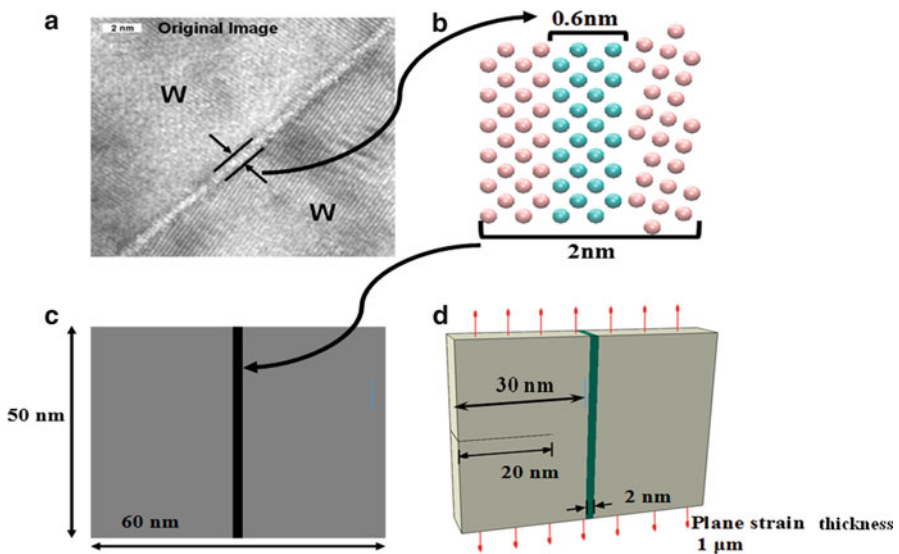 a
2 nm
Original Image
W
W
b
0.6nm
2nm
c
50 nm
60 nm
d
30 nm
20 nm
2 nm
Plane strain thickness
1 μm